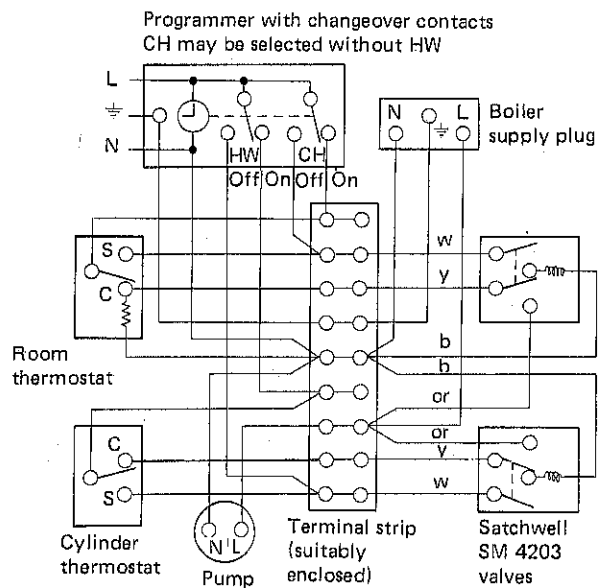 Programmer with changeover contacts
CH may be selected without HW
L
N
HW
CH
Off On Off On
N
L
Boiler
supply plug
S
C
Room
thermostat
w
y
b
b
or
or
v
w
C
S
Cylinder
thermostat
N L
Pump
Terminal strip
(suitably
enclosed)
Satchwell
SM 4203
valves